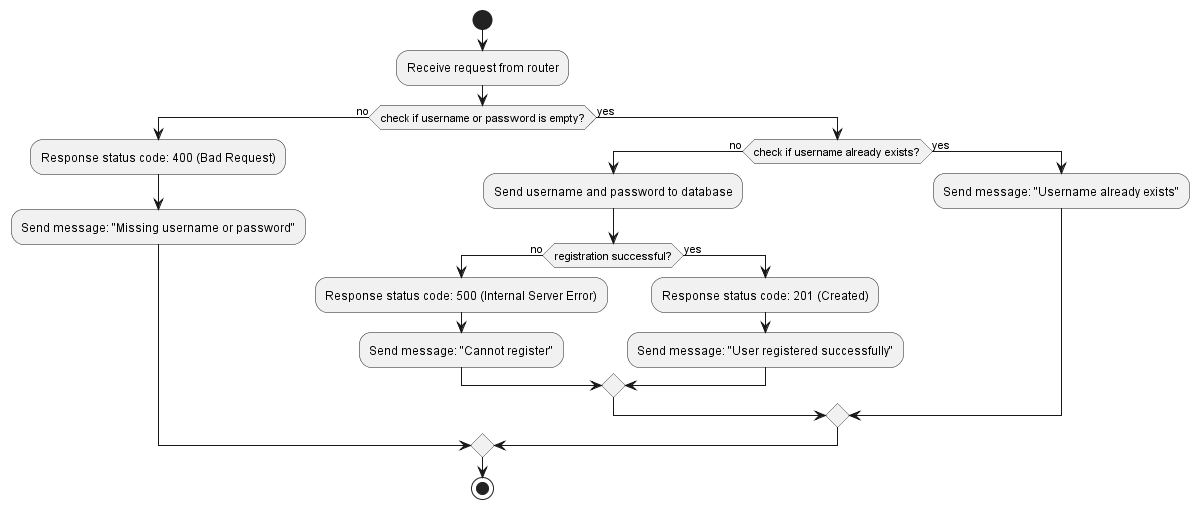 Receive request from router
no
check if username or password is empty?
yes
Response status code: 400 (Bad Request)
Send message: "Missing username or password"
no
check if username already exists?
yes
Send username and password to database
Send message: "Username already exists"
no
registration successful?
yes
Response status code: 500 (Internal Server Error)
Response status code: 201 (Created)
Send message: "Cannot register"
Send message: "User registered successfully"